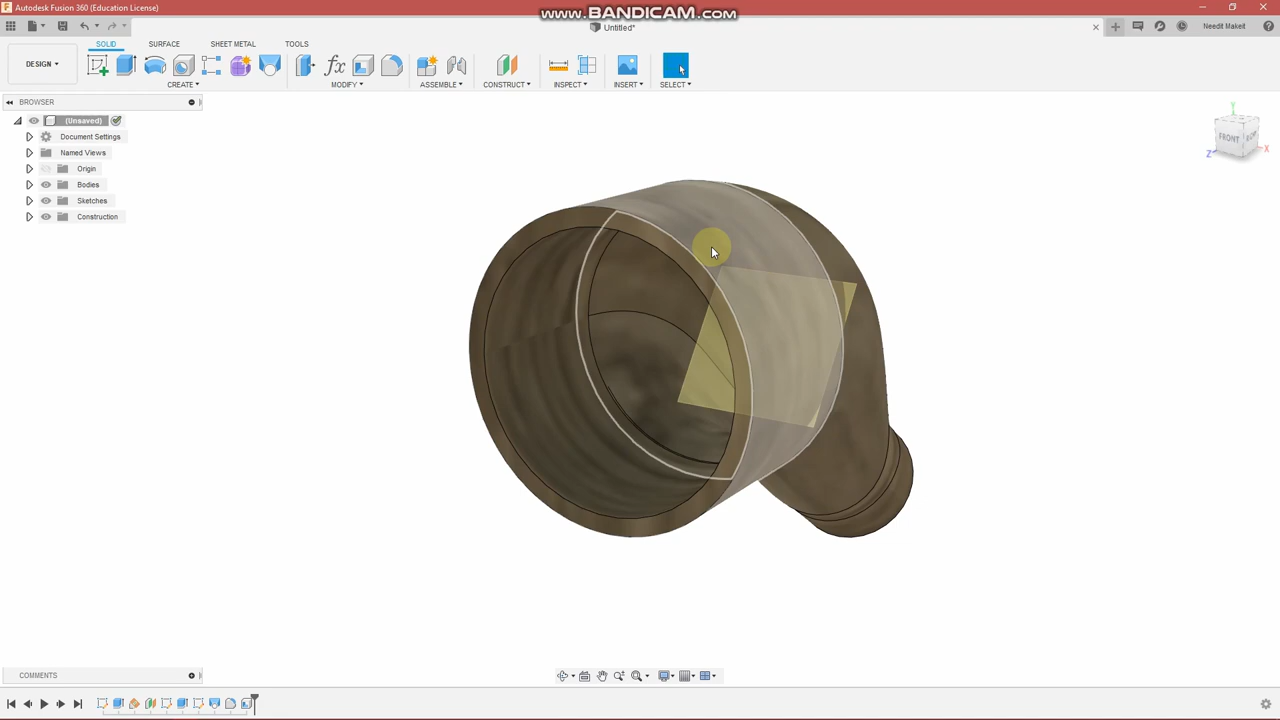 Autodesk Fusion 360 (Education License)
www.BANDICAM.com
Untitled*
Needit Makeit
DESIGN
SOLID
SURFACE
SHEET METAL
TOOLS
CREATE
MODIFY
ASSEMBLE
CONSTRUCT
INSPECT
INSERT
SELECT
BROWSER
(Unsaved)
Document Settings
Named Views
Origin
Bodies
Sketches
Construction
Y
FRONT
X
Z
COMMENTS